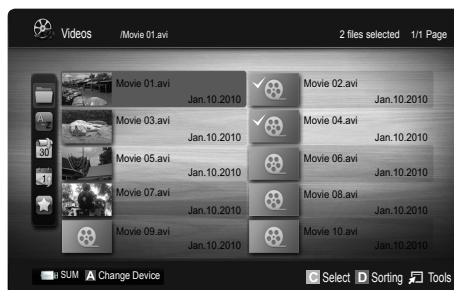 Videos /Movie 01.avi 2 files selected 1/1 Page
Movie 01.avi Movie 02.avi
Jan.10.2010 Jan.10.2010
Movie 03.avi Movie 04.avi
Jan.10.2010 Jan.10.2010
Movie 05.avi Movie 06.avi
Jan.10.2010 Jan.10.2010
Movie 07.avi Movie 08.avi
Jan.10.2010 Jan.10.2010
Movie 09.avi Movie 10.avi
Jan.10.2010 Jan.10.2010
SUM A Change Device C Select D Sorting Tools